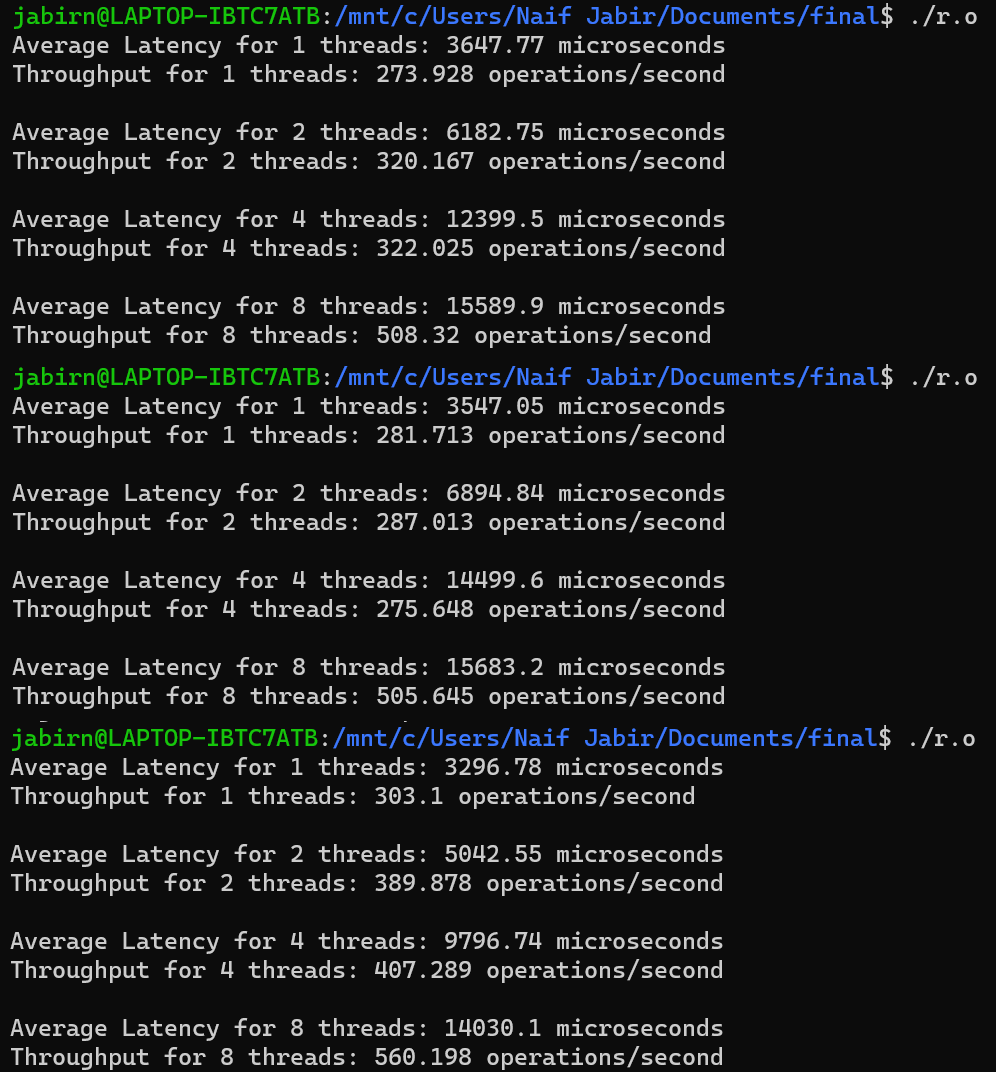 jabirn@LAPTOP-IBTC7ATB:/mnt/c/Users/Naif Jabir/Documents/final$ ./r.o
Average Latency for 1 threads: 3647.77 microseconds
Throughput for 1 threads: 273.928 operations/second
Average Latency for 2 threads: 6182.75 microseconds
Throughput for 2 threads: 320.167 operations/second
Average Latency for 4 threads: 12399.5 microseconds
Throughput for 4 threads: 322.025 operations/second
Average Latency for 8 threads: 15589.9 microseconds
Throughput for 8 threads: 508.32 operations/second
jabirn@LAPTOP-IBTC7ATB:/mnt/c/Users/Naif Jabir/Documents/final$ ./r.o
Average Latency for 1 threads: 3547.05 microseconds
Throughput for 1 threads: 281.713 operations/second
Average Latency for 2 threads: 6894.84 microseconds
Throughput for 2 threads: 287.013 operations/second
Average Latency for 4 threads: 14499.6 microseconds
Throughput for 4 threads: 275.648 operations/second
Average Latency for 8 threads: 15683.2 microseconds
Throughput for 8 threads: 505.645 operations/second
jabirn@LAPTOP-IBTC7ATB:/mnt/c/Users/Naif Jabir/Documents/final$ ./r.o
Average Latency for 1 threads: 3296.78 microseconds
Throughput for 1 threads: 303.1 operations/second
Average Latency for 2 threads: 5042.55 microseconds
Throughput for 2 threads: 389.878 operations/second
Average Latency for 4 threads: 9796.74 microseconds
Throughput for 4 threads: 407.289 operations/second
Average Latency for 8 threads: 14030.1 microseconds
Throughput for 8 threads: 560.198 operations/second